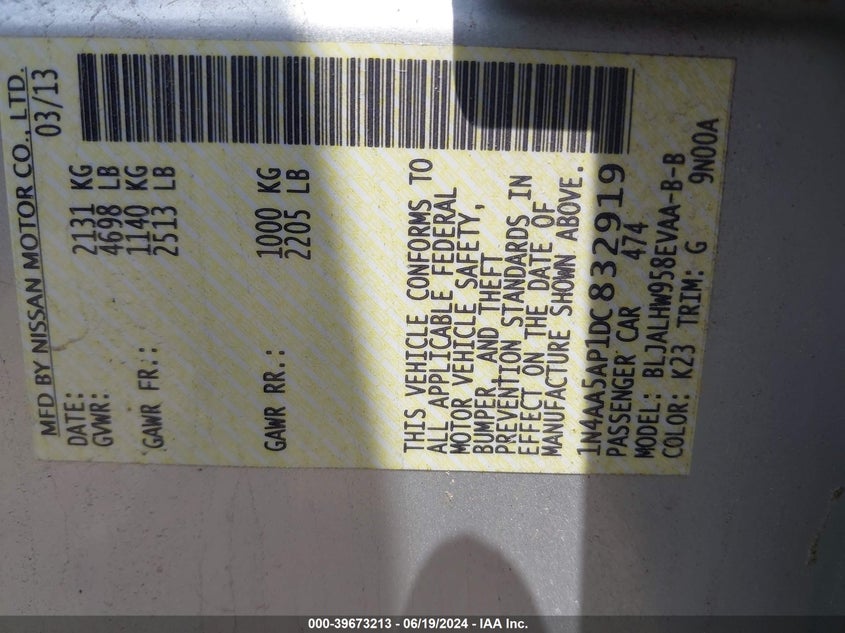 MFD BY NISSAN MOTOR CO., LTD.
DATE: 03/13
GVWR: 2131 KG
4698 LB
GAWR FR.: 1140 KG
2513 LB
GAWR RR.: 1000 KG
2205 LB
THIS VEHICLE CONFORMS TO
ALL APPLICABLE FEDERAL
MOTOR VEHICLE SAFETY,
BUMPER, AND THEFT
PREVENTION STANDARDS IN
EFFECT ON THE DATE OF
MANUFACTURE SHOWN ABOVE.
1N4AA5AP1DC832919
PASSENGER CAR 474
MODEL: BLJALHW958EVAA-B-B
COLOR: K23 TRIM: G 9N00A
000-39673213 - 06/19/2024 - IAA Inc.